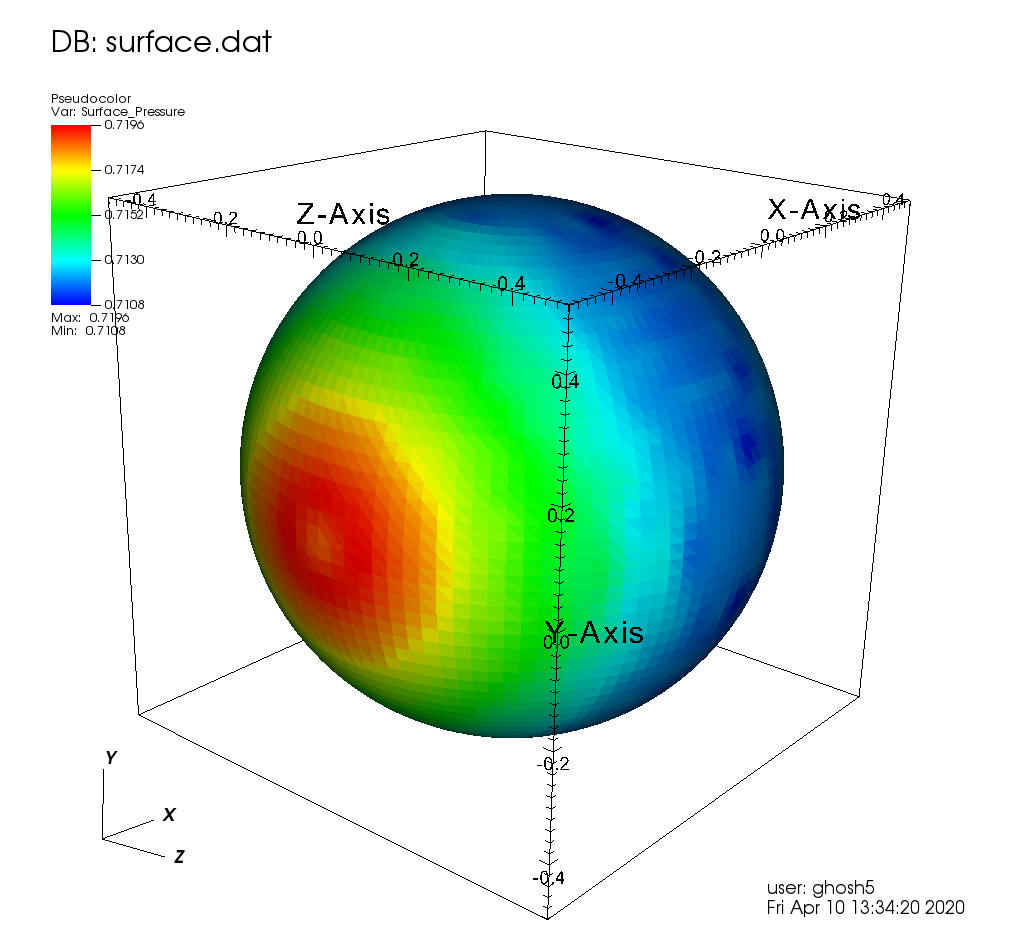 DB: surface.dat
Pseudocolor
Var: Surface_Pressure
0.7196
0.7174
0.7152
0.7130
0.7108
Max: 0.7196
Min: 0.7108
-0.4
-0.2
0.0
0.2
0.4
Z-Axis
X-Axis
-0.4
-0.2
0.0
0.2
0.4
0.4
0.2
Y-Axis
0.0
-0.2
-0.4
Y
X
Z
user: ghosh5
Fri Apr 10 13:34:20 2020